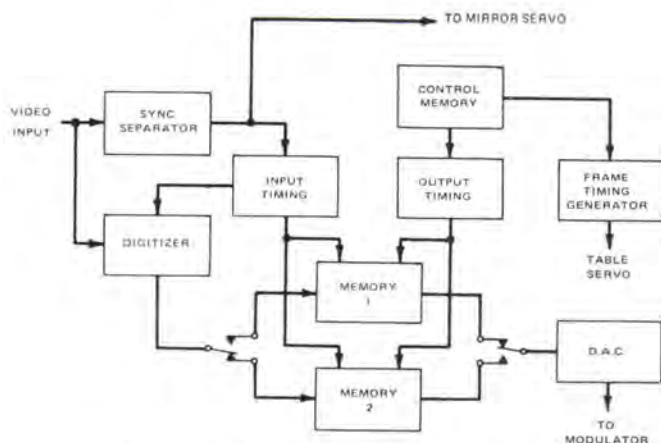 TO MIRROR SERVO
VIDEO
INPUT
SYNC
SEPARATOR
CONTROL
MEMORY
INPUT
TIMING
OUTPUT
TIMING
FRAME
TIMING
GENERATOR
DIGITIZER
TABLE
SERVO
MEMORY
1
D.A.C.
MEMORY
2
TO
MODULATOR